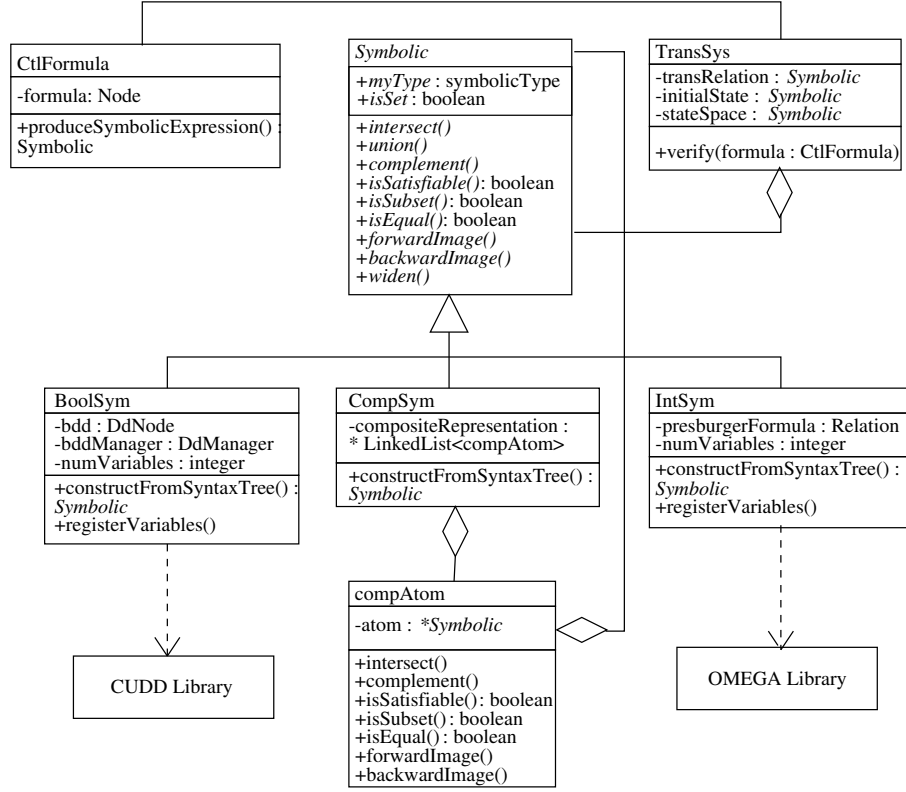 CtlFormula
-formula: Node
+produceSymbolicExpression() :
Symbolic
Symbolic
+myType : symbolicType
+isSet : boolean
+intersect()
+union()
+complement()
+isSatisfiable(): boolean
+isSubset(): boolean
+isEqual(): boolean
+forwardImage()
+backwardImage()
+widen()
TransSys
-transRelation : Symbolic
-initialState : Symbolic
-stateSpace : Symbolic
+verify(formula : CtlFormula)
BoolSym
-bdd : DdNode
-bddManager : DdManager
-numVariables : integer
+constructFromSyntaxTree() :
Symbolic
+registerVariables()
CompSym
-compositeRepresentation :
* LinkedList<compAtom>
+constructFromSyntaxTree() :
Symbolic
IntSym
-presburgerFormula : Relation
-numVariables : integer
+constructFromSyntaxTree() :
Symbolic
+registerVariables()
compAtom
-atom : *Symbolic
+intersect()
+complement()
+isSatisfiable() : boolean
+isSubset() : boolean
+isEqual() : boolean
+forwardImage()
+backwardImage()
CUDD Library
OMEGA Library